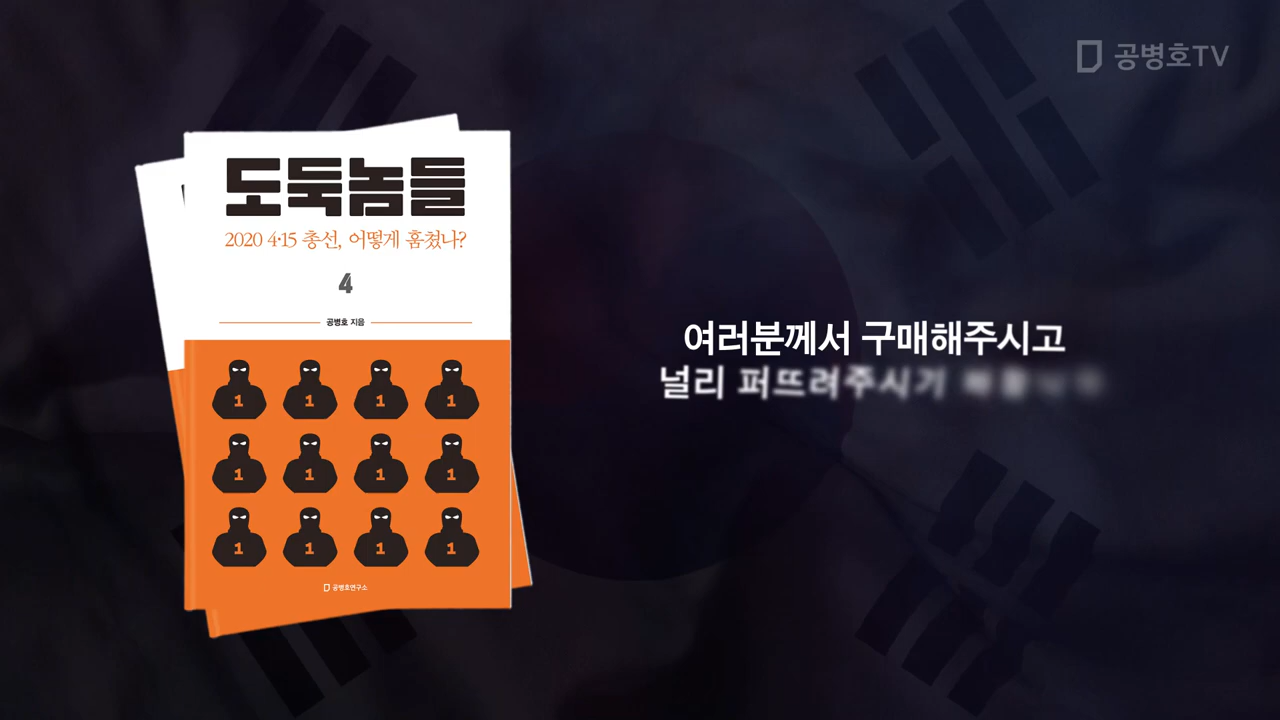 공병호TV
도둑놈들
2020 4·15 총선, 어떻게 훔쳤나?
4
공병호 지음
1 1 1 1
1 1 1 1
1 1 1 1
공병호연구소
여러분께서 구매해주시고
널리 퍼뜨려주시기